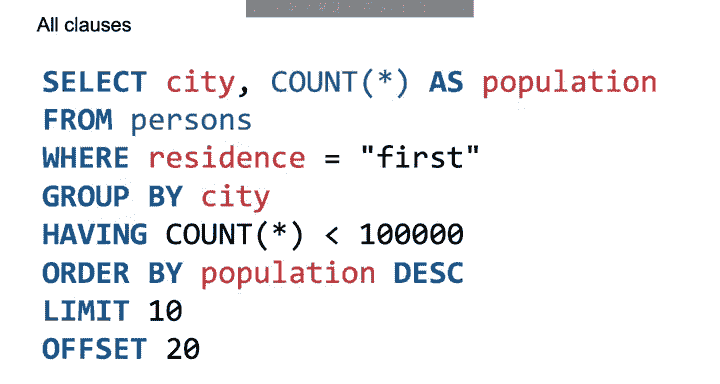 All clauses
SELECT city, COUNT(*) AS population
FROM persons
WHERE residence = "first"
GROUP BY city
HAVING COUNT(*) < 100000
ORDER BY population DESC
LIMIT 10
OFFSET 20